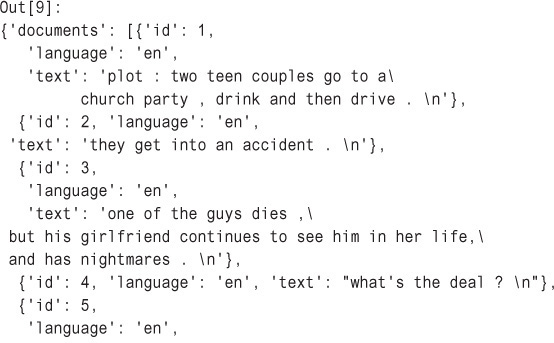 Out[9]:
{'documents': [{'id': 1,
'language': 'en',
'text': 'plot : two teen couples go to a\
church party , drink and then drive . \n'},
{'id': 2, 'language': 'en',
'text': 'they get into an accident . \n'},
{'id': 3,
'language': 'en',
'text': 'one of the guys dies ,\
but his girlfriend continues to see him in her life,\
and has nightmares . \n'},
{'id': 4, 'language': 'en', 'text': "what's the deal ? \n"},
{'id': 5,
'language': 'en',